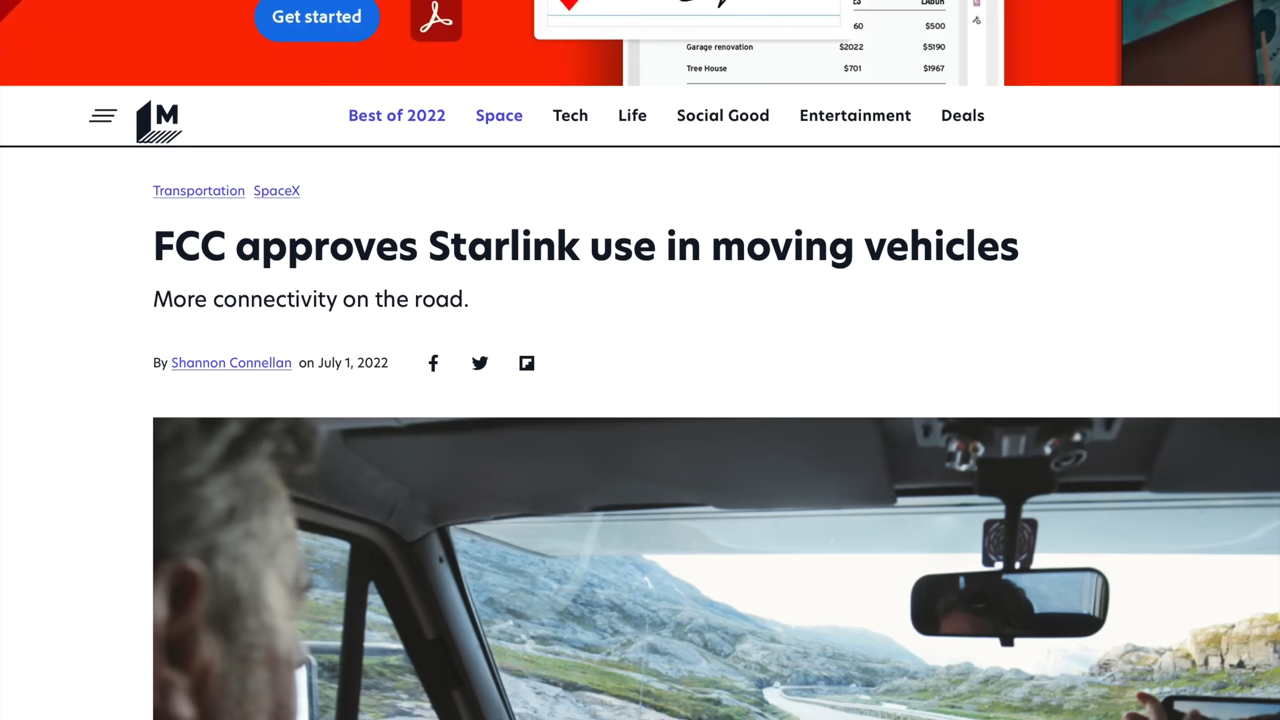 Get started
60 $500
Garage renovation $2022 $5190
Tree House $701 $1967
M
Best of 2022 Space Tech Life Social Good Entertainment Deals
Transportation SpaceX
FCC approves Starlink use in moving vehicles
More connectivity on the road.
By Shannon Connellan on July 1, 2022